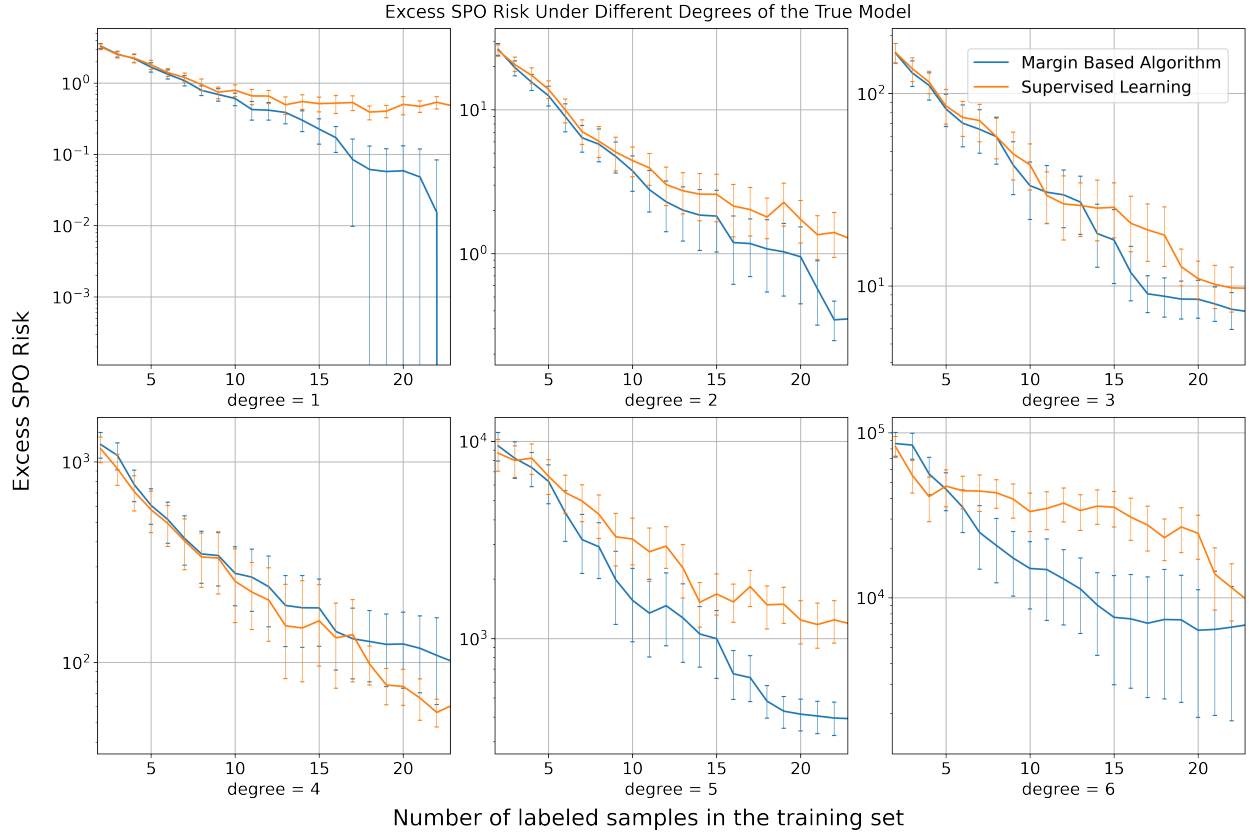 Excess SPO Risk Under Different Degrees of the True Model
Excess SPO Risk
10^0
10^-1
10^-2
10^-3
5 10 15 20
degree = 1
10^1
10^0
5 10 15 20
degree = 2
Margin Based Algorithm
Supervised Learning
10^2
10^1
5 10 15 20
degree = 3
10^3
10^2
5 10 15 20
degree = 4
10^4
10^3
5 10 15 20
degree = 5
10^5
10^4
5 10 15 20
degree = 6
Number of labeled samples in the training set